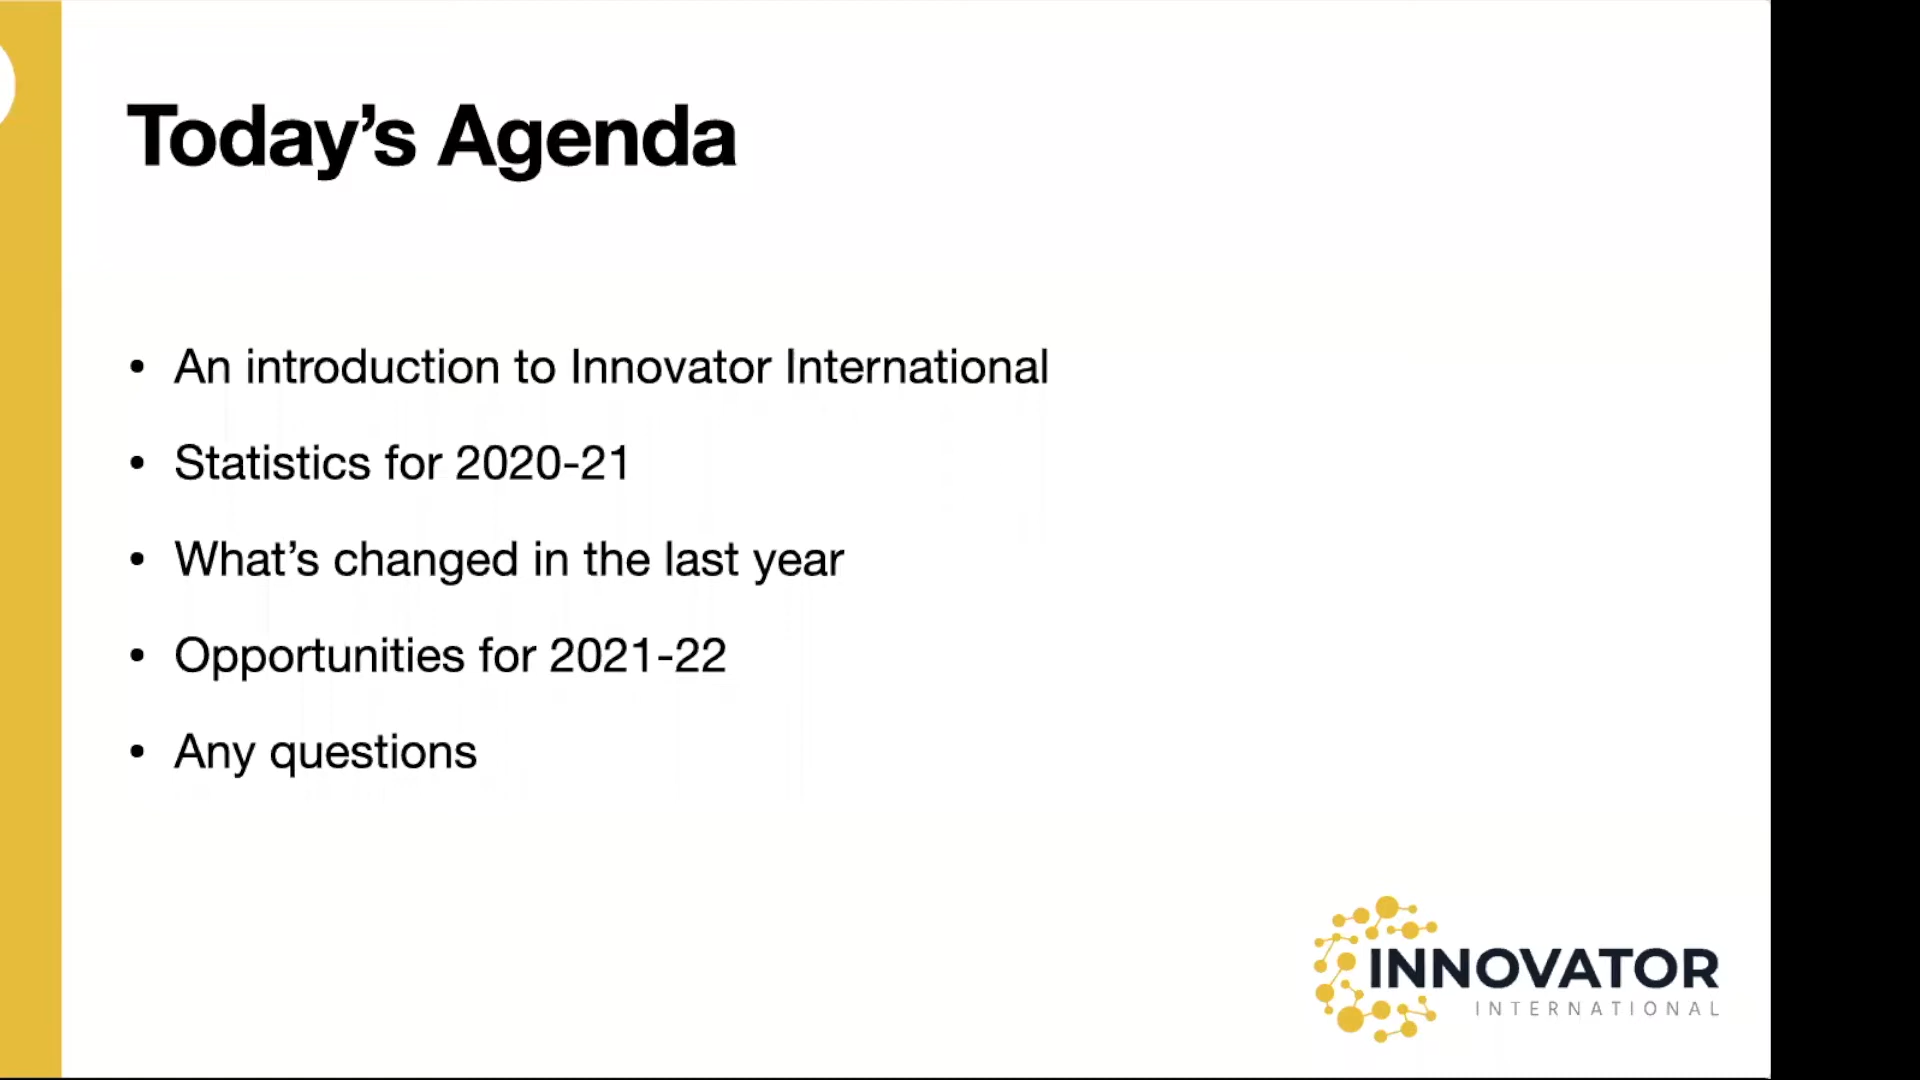 Today’s Agenda
• An introduction to Innovator International
• Statistics for 2020-21
• What’s changed in the last year
• Opportunities for 2021-22
• Any questions
INNOVATOR
INTERNATIONAL